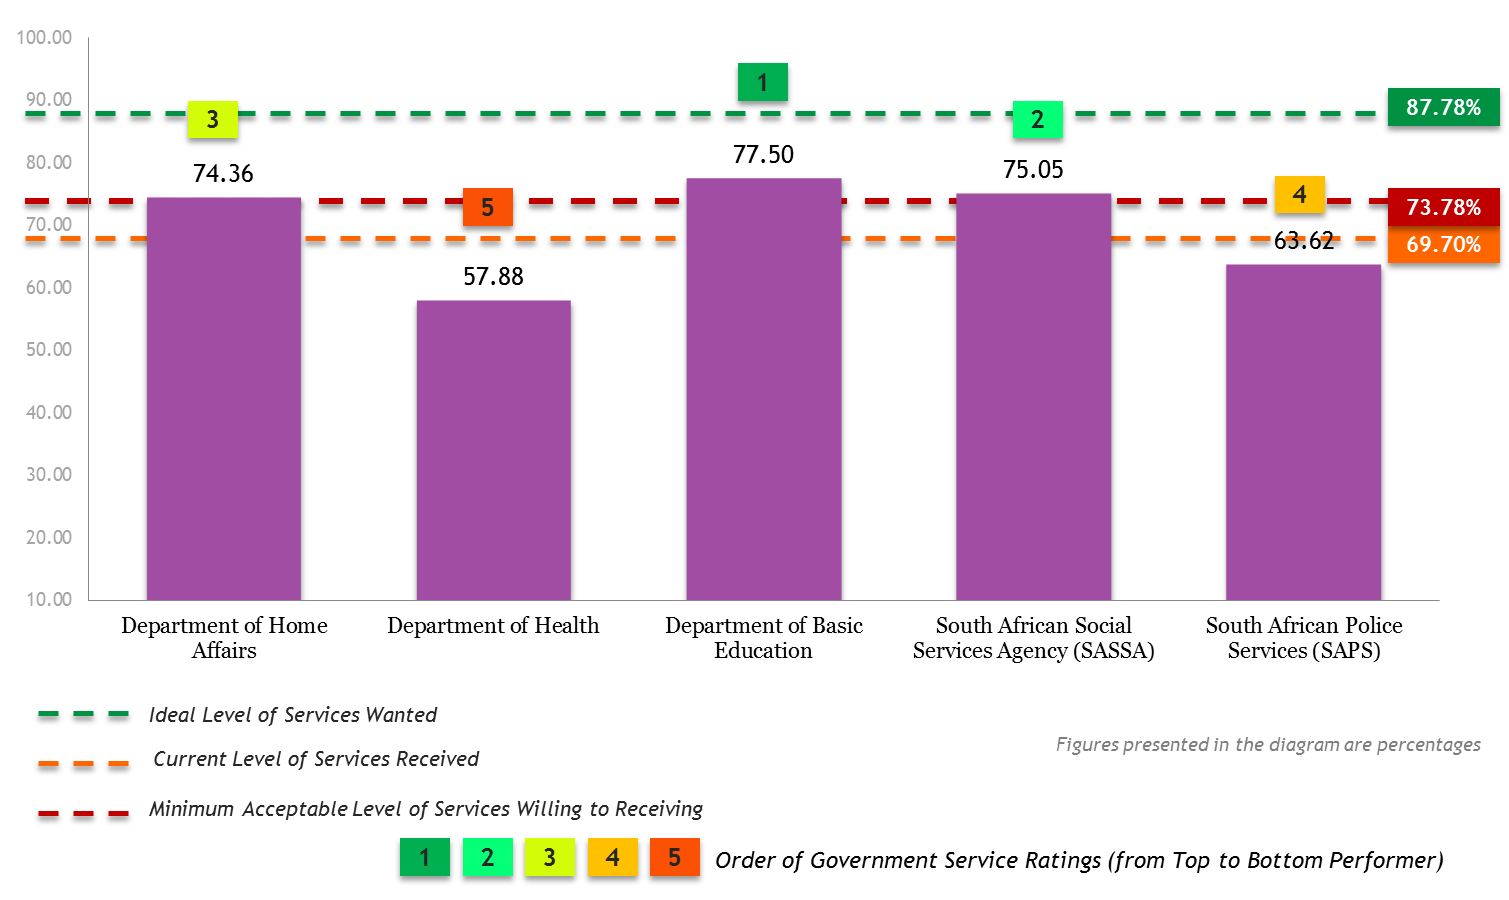 100.00
90.00
80.00
70.00
60.00
50.00
40.00
30.00
20.00
10.00
3
5
1
2
4
74.36
57.88
77.50
75.05
63.62
87.78%
73.78%
69.70%
Department of Home
Affairs
Department of Health
Department of Basic
Education
South African Social
Services Agency (SASSA)
South African Police
Services (SAPS)
Ideal Level of Services Wanted
Current Level of Services Received
Minimum Acceptable Level of Services Willing to Receiving
Figures presented in the diagram are percentages
1 2 3 4 5 Order of Government Service Ratings (from Top to Bottom Performer)